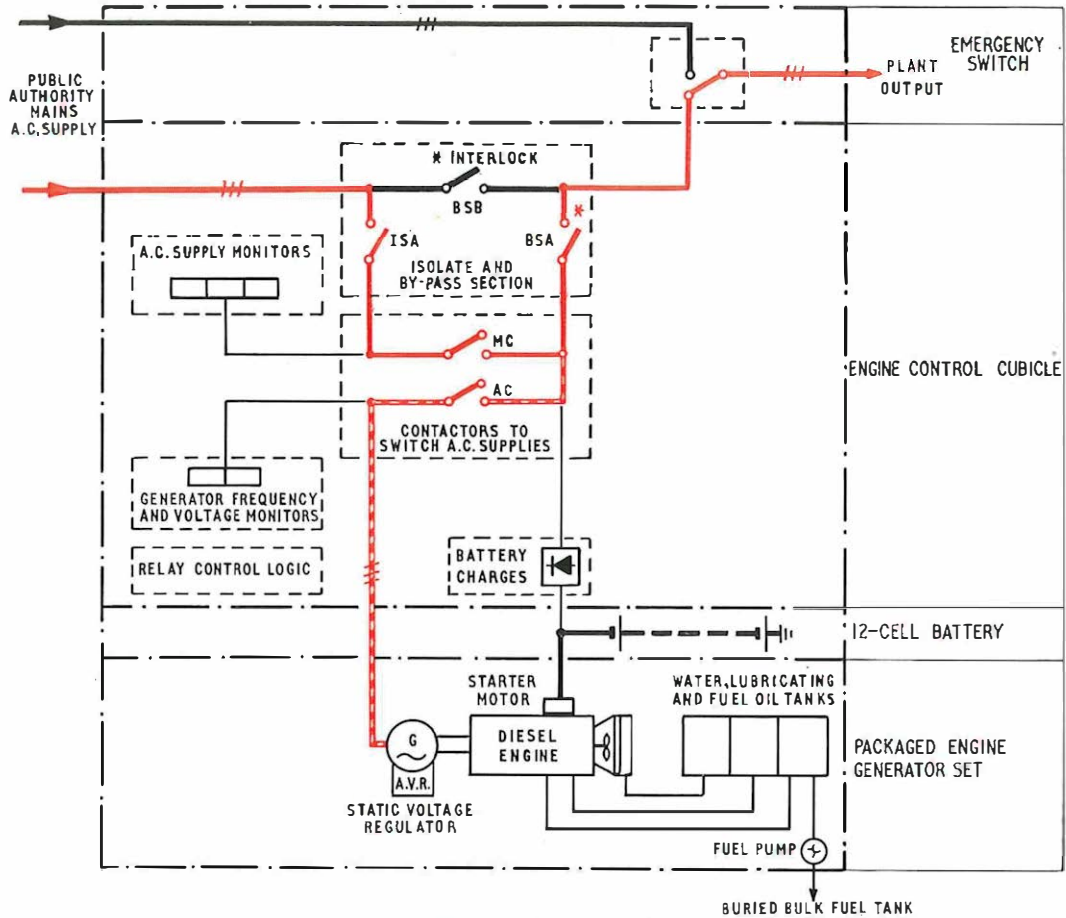 EMERGENCY
SWITCH
PLANT
OUTPUT
PUBLIC
AUTHORITY
MAINS
A.C. SUPPLY
* INTERLOCK
BSB
*
ISA
BSA
ISOLATE AND
BY-PASS SECTION
A.C. SUPPLY MONITORS
MC
AC
CONTACTORS TO
SWITCH A.C. SUPPLIES
ENGINE CONTROL CUBICLE
GENERATOR FREQUENCY
AND VOLTAGE MONITORS
RELAY CONTROL LOGIC
BATTERY
CHARGES
12-CELL BATTERY
STARTER
MOTOR
WATER, LUBRICATING
AND FUEL OIL TANKS
DIESEL
ENGINE
G
A.V.R.
STATIC VOLTAGE
REGULATOR
PACKAGED ENGINE
GENERATOR SET
FUEL PUMP
BURIED BULK FUEL TANK